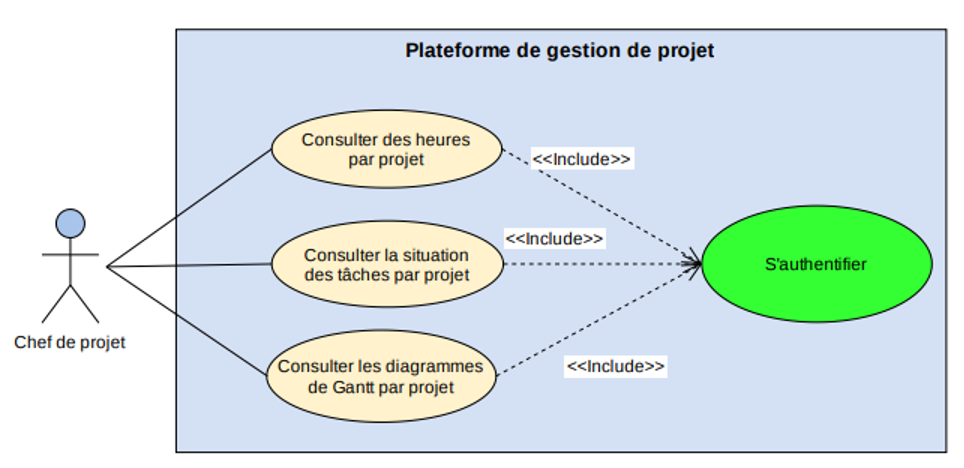 Plateforme de gestion de projet
Consulter des heures
par projet
<<Include>>
Consulter la situation
des tâches par projet
<<Include>>
S'authentifier
Chef de projet
Consulter les diagrammes
de Gantt par projet
<<Include>>